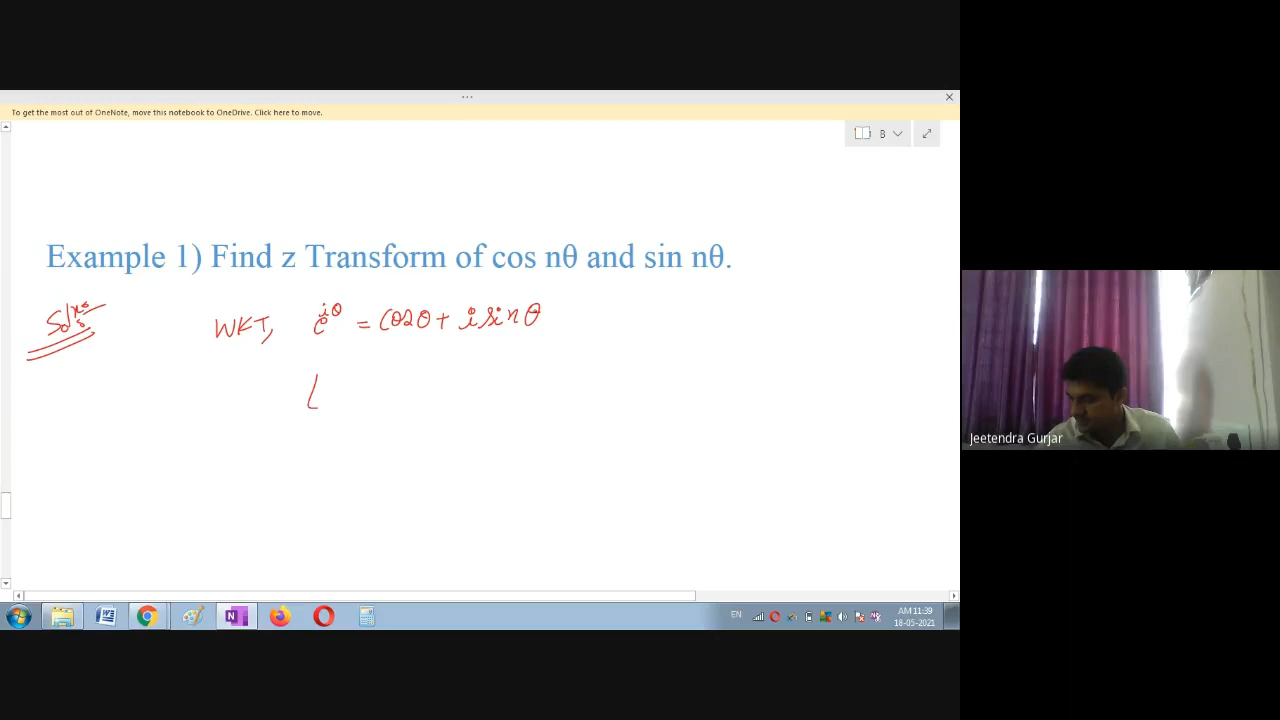 To get the most out of OneNote, move this notebook to OneDrive. Click here to move.
B
Example 1) Find z Transform of cos nθ and sin nθ.
Solns
WKT, e^{iθ} = cosθ + i sin θ
(
Jeetendra Gurjar
EN
AM 11:39
18-05-2021